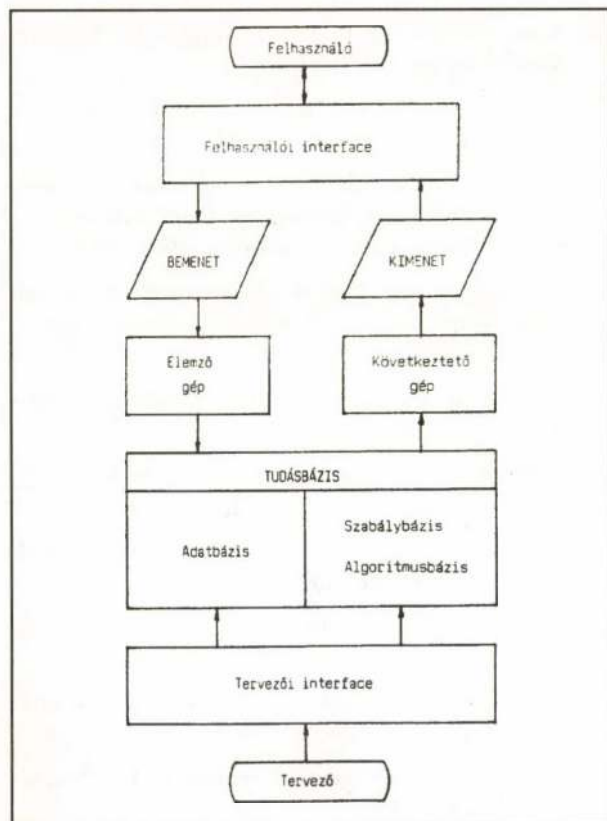 Felhasználó
Felhasználói interface
BEMENET
KIMENET
Elemző
gép
Következtető
gép
TUDÁSBÁZIS
Adatbázis
Szabálybázis
Algoritmusbázis
Tervezői interface
Tervező